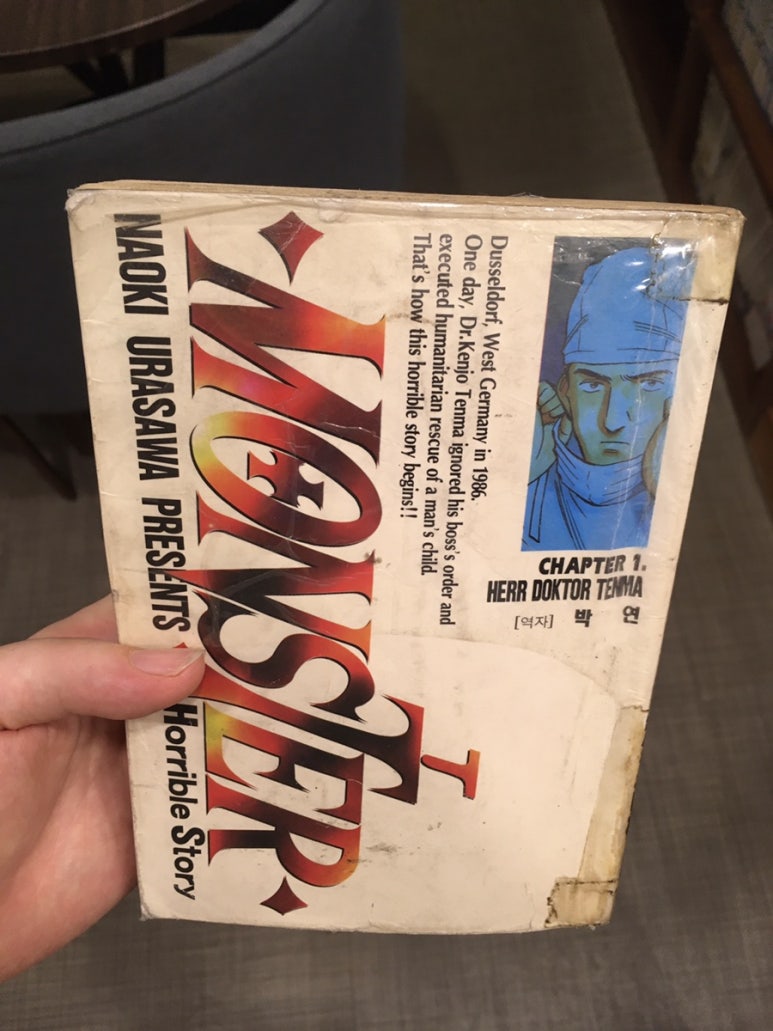 CHAPTER 1.
HERR DOKTOR TENMA
[역자] 박 연
Dusseldorf, West Germany in 1986.
One day, Dr.Kenjo Tenma ignored his boss's order and
executed humanitarian rescue of a man's child.
That's how this horrible story begins!!
I
MONSTER
NAOKI URASAWA PRESENTS Horrible Story